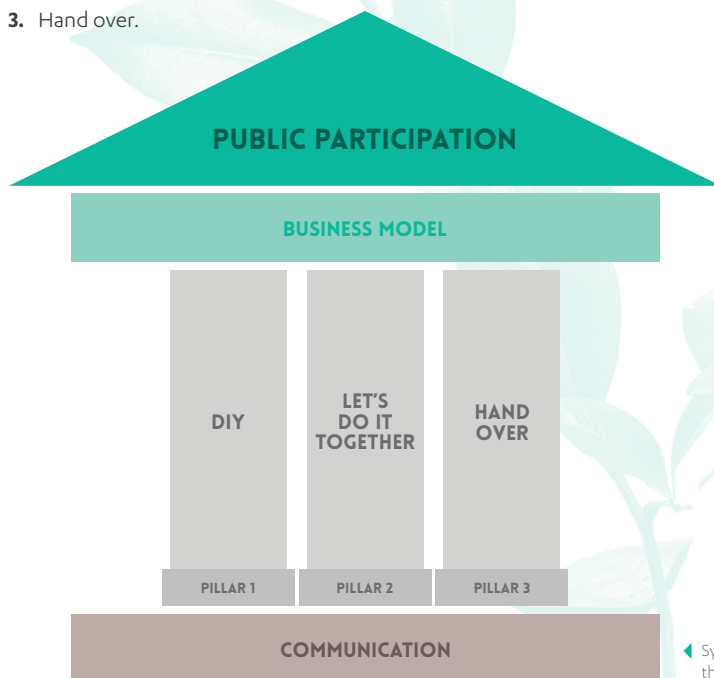 3. Hand over.
PUBLIC PARTICIPATION
BUSINESS MODEL
DIY
LET'S
DO IT
TOGETHER
HAND
OVER
PILLAR 1
PILLAR 2
PILLAR 3
COMMUNICATION